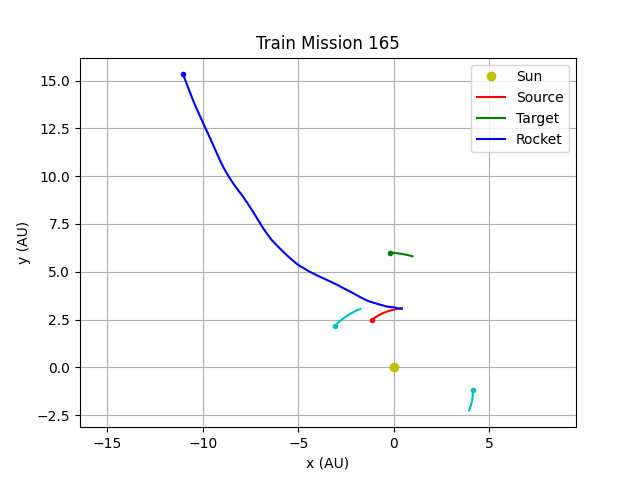 Train Mission 165
Sun
Source
Target
Rocket
15.0
12.5
10.0
7.5
5.0
2.5
0.0
−2.5
y (AU)
−15
−10
−5
0
5
x (AU)